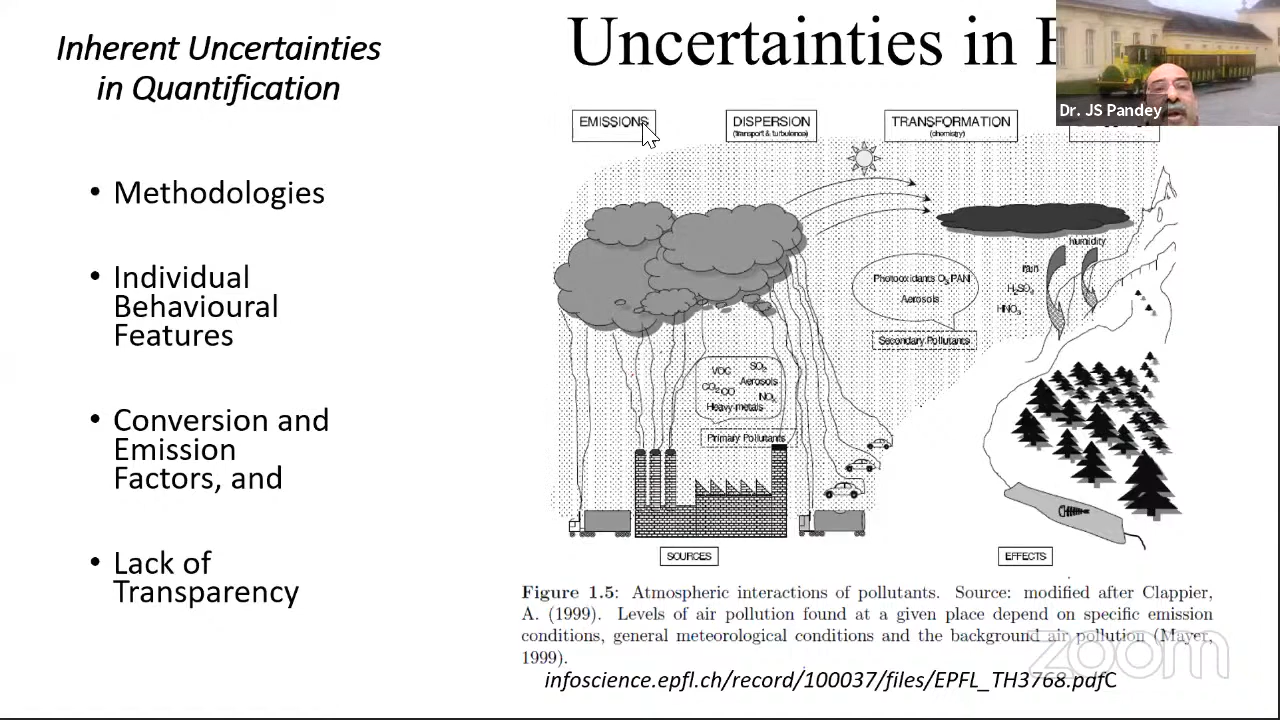 Inherent Uncertainties
in Quantification
• Methodologies
• Individual
Behavioural
Features
• Conversion and
Emission
Factors, and
• Lack of
Transparency
Uncertainties in
Dr. JS Pandey
EMISSIONS
DISPERSION
(transport & turbulence)
TRANSFORMATION
(chemistry)
humidity
rain
H₂SO₄
HNO₃
Photooxidants O₃ PAN
Aerosols
Secondary Pollutants
VOC
SO₂
Aerosols
CO₂ CO
NOₓ
Heavy metals
Primary Pollutants
SOURCES
EFFECTS
Figure 1.5: Atmospheric interactions of pollutants. Source: modified after Clappier,
A. (1999). Levels of air pollution found at a given place depend on specific emission
conditions, general meteorological conditions and the background air pollution (Mayer,
1999).
infoscience.epfl.ch/record/100037/files/EPFL_TH3768.pdfC
zoom